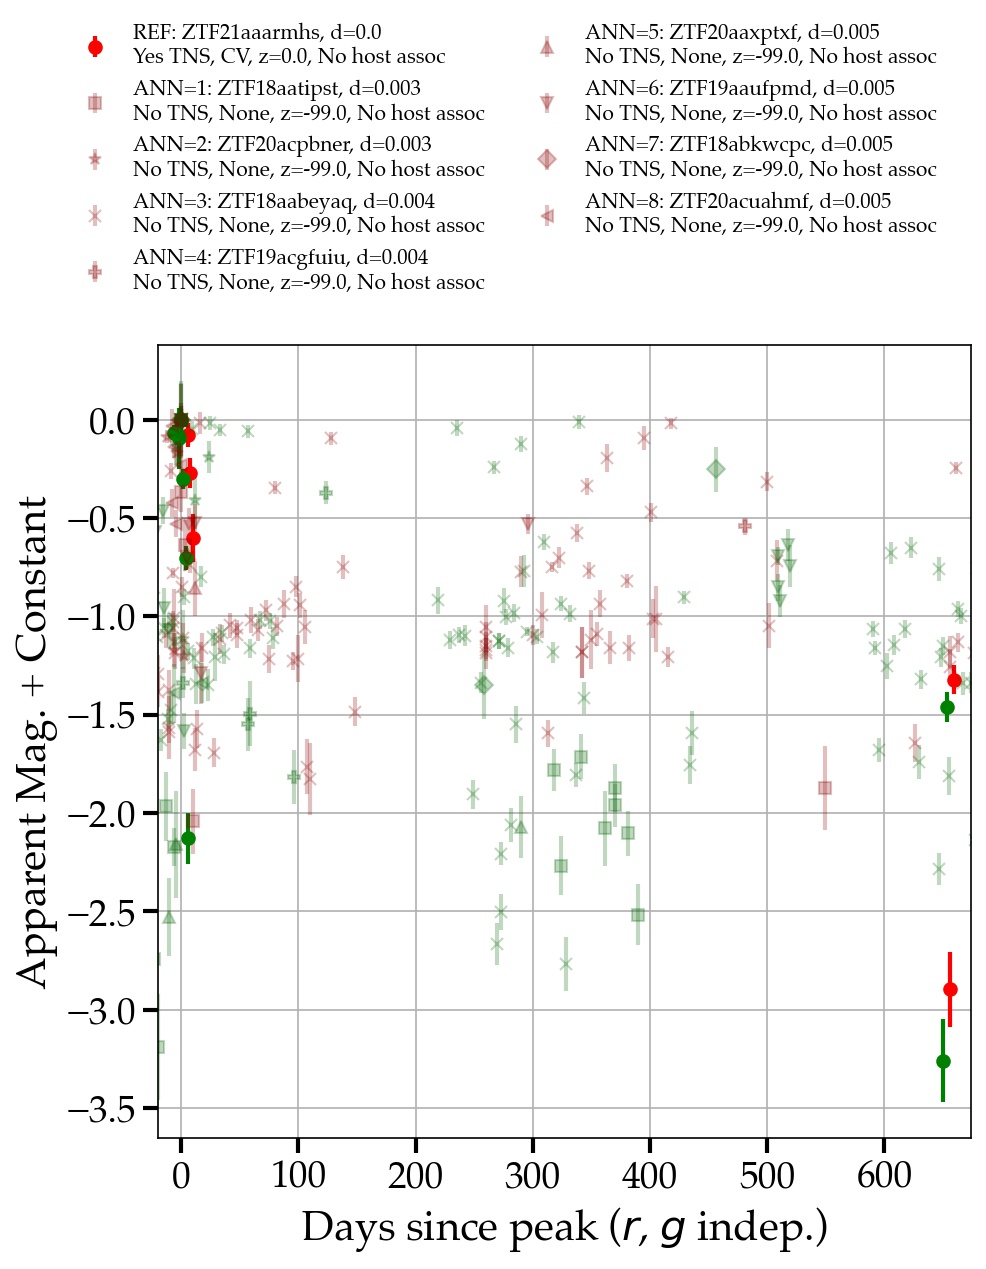 REF: ZTF21aaarmhs, d=0.0
Yes TNS, CV, z=0.0, No host assoc
ANN=1: ZTF18aatipst, d=0.003
No TNS, None, z=-99.0, No host assoc
ANN=2: ZTF20acpbner, d=0.003
No TNS, None, z=-99.0, No host assoc
ANN=3: ZTF18aabeyaq, d=0.004
No TNS, None, z=-99.0, No host assoc
ANN=4: ZTF19acgfuiu, d=0.004
No TNS, None, z=-99.0, No host assoc
ANN=5: ZTF20aaxptxf, d=0.005
No TNS, None, z=-99.0, No host assoc
ANN=6: ZTF19aaufpmd, d=0.005
No TNS, None, z=-99.0, No host assoc
ANN=7: ZTF18abkwcpc, d=0.005
No TNS, None, z=-99.0, No host assoc
ANN=8: ZTF20acuahmf, d=0.005
No TNS, None, z=-99.0, No host assoc
Apparent Mag. + Constant
0.0
−0.5
−1.0
−1.5
−2.0
−2.5
−3.0
−3.5
0 100 200 300 400 500 600
Days since peak (r, g indep.)